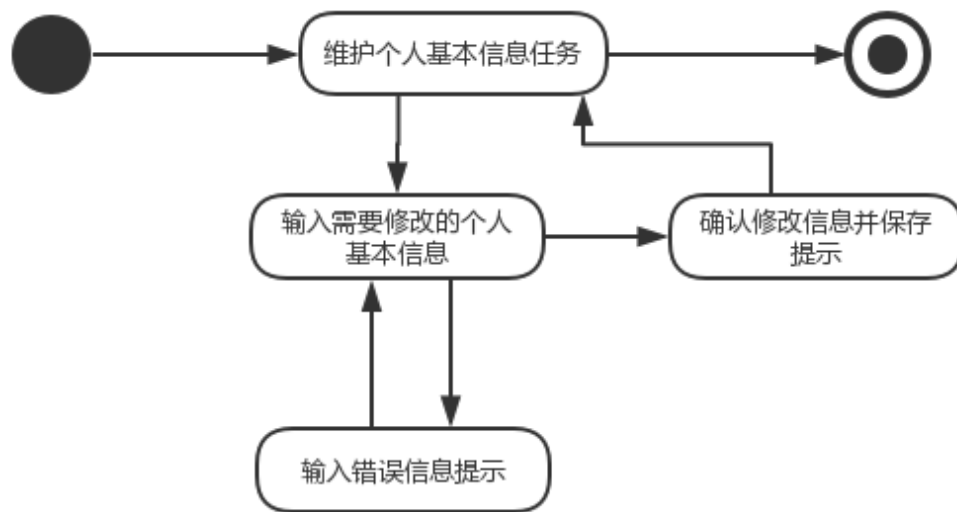 维护个人基本信息任务
输入需要修改的个人
基本信息
确认修改信息并保存
提示
输入错误信息提示